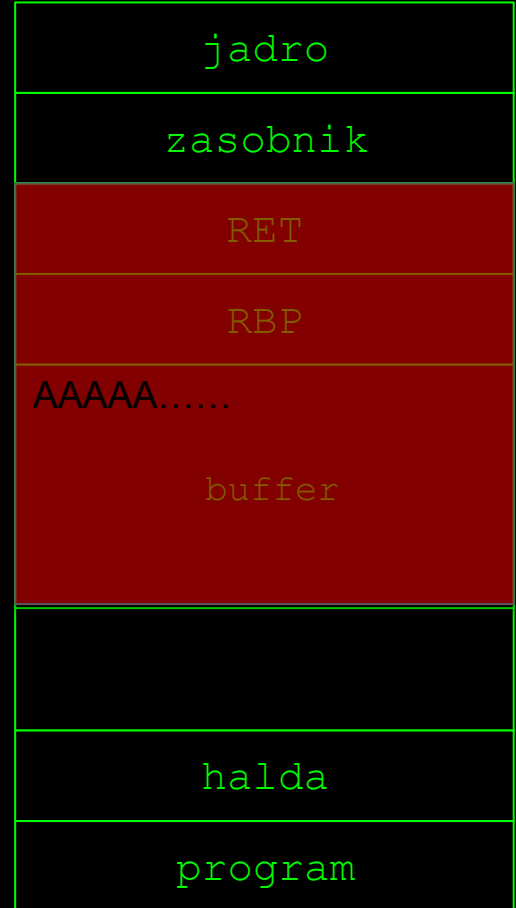 jadro
zasobnik
RET
RBP
AAAAA……
buffer
halda
program